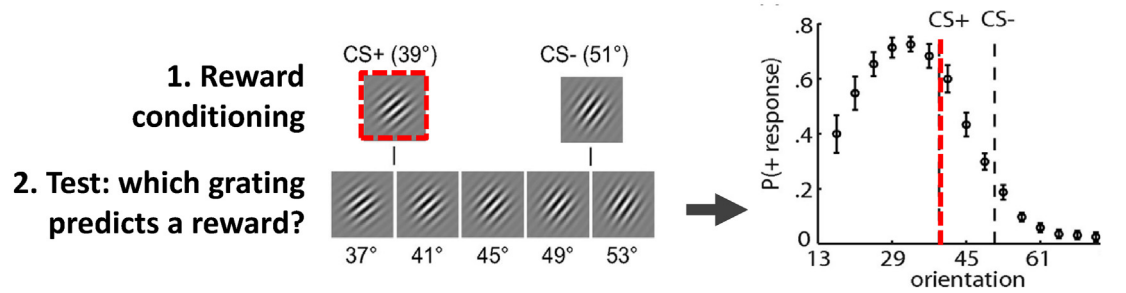 1. Reward
conditioning
CS+ (39°)
CS- (51°)
2. Test: which grating
predicts a reward?
37° 41° 45° 49° 53°
CS+ CS-
P(+ response)
.8
.6
.4
.2
0
13 29 45 61
orientation